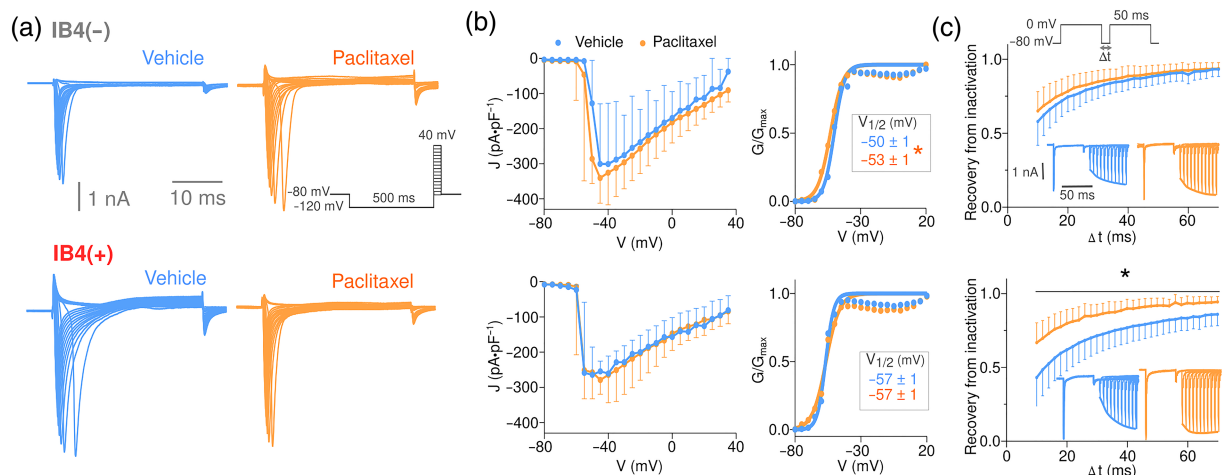 (a)
IB4(–)
Vehicle
Paclitaxel
1 nA
10 ms
40 mV
–80 mV
–120 mV
500 ms
IB4(+)
Vehicle
Paclitaxel
(b)
Vehicle
Paclitaxel
0
−100
−200
−300
−400
J (pA•pF⁻¹)
−80
−40
0
40
V (mV)
1.0
0.5
0.0
G/Gmax
V1/2 (mV)
−50 ± 1
−53 ± 1
*
−80
−30
20
V (mV)
0
−100
−200
−300
−400
J (pA•pF⁻¹)
−80
−40
0
40
V (mV)
1.0
0.5
0.0
G/Gmax
V1/2 (mV)
−57 ± 1
−57 ± 1
−80
−30
20
V (mV)
(c)
0 mV
50 ms
−80 mV
Δt
1.0
0.5
0.0
Recovery from inactivation
1 nA
50 ms
0
20
40
60
Δ t (ms)
*
1.0
0.5
0.0
Recovery from inactivation
0
20
40
60
Δ t (ms)